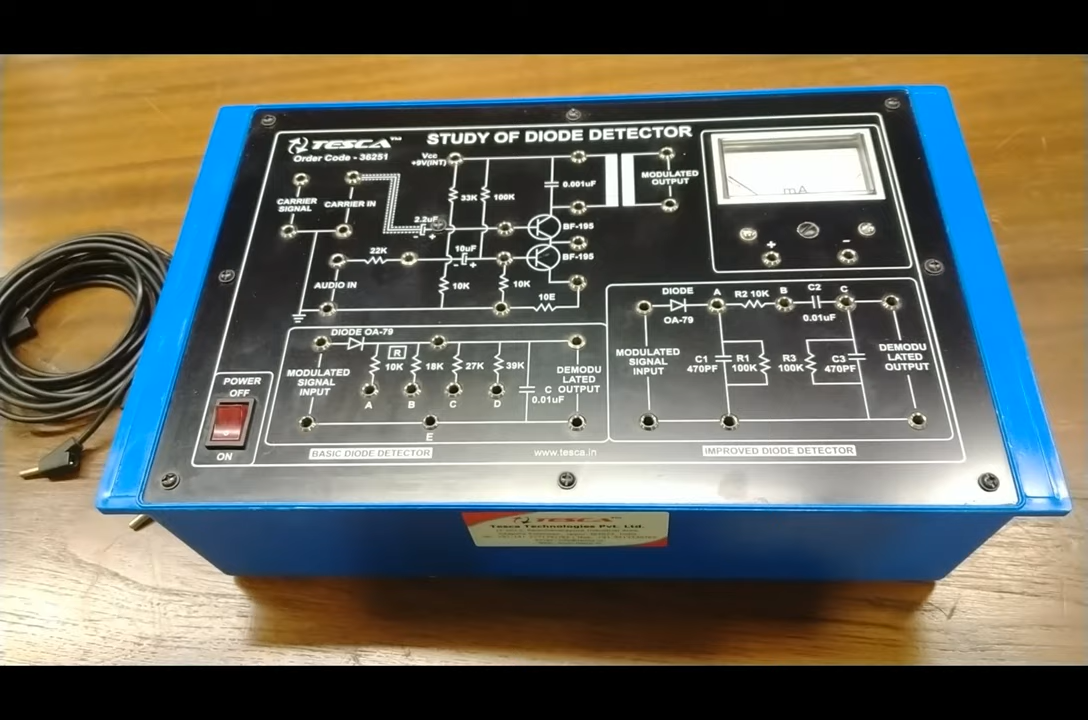 TESCA™
Order Code - 36251
STUDY OF DIODE DETECTOR
Vcc
+9V(INT)
33K
100K
0.001uF
MODULATED
OUTPUT
mA
CARRIER
SIGNAL
CARRIER IN
2.2uF
- +
BF-195
BF-195
+
-
22K
10uF
- +
AUDIO IN
10K
10K
10E
DIODE OA-79
R
10K
18K
27K
39K
MODULATED
SIGNAL
INPUT
A
B
C
D
E
C
0.01uF
DEMODU
LATED
OUTPUT
BASIC DIODE DETECTOR
DIODE
OA-79
A
R2 10K
B
C2
0.01uF
C
MODULATED
SIGNAL
INPUT
C1
470PF
R1
100K
R3
100K
C3
470PF
DEMODU
LATED
OUTPUT
IMPROVED DIODE DETECTOR
POWER
OFF
ON
www.tesca.in
TESCA
Tesca Technologies Pvt. Ltd.